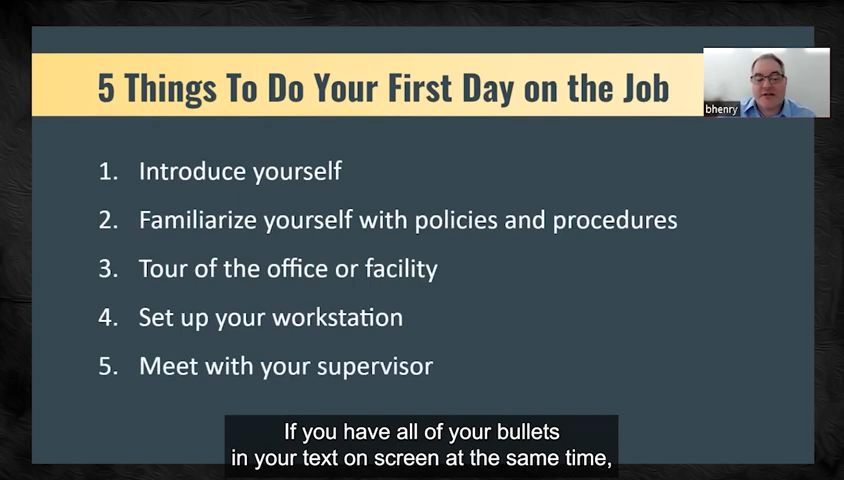 5 Things To Do Your First Day on the Job
bhenry
1. Introduce yourself
2. Familiarize yourself with policies and procedures
3. Tour of the office or facility
4. Set up your workstation
5. Meet with your supervisor
If you have all of your bullets
in your text on screen at the same time,